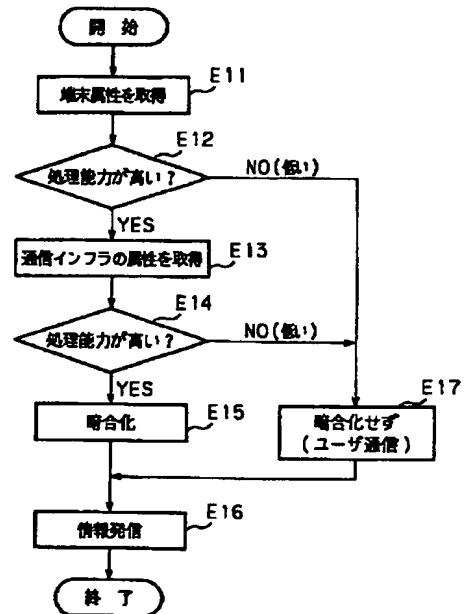 開 始
端末属性を取得
E11
E12
処理能力が高い？
NO(低い)
YES
通信インフラの属性を取得
E13
E14
処理能力が高い？
NO(低い)
YES
暗合化
E15
暗合化せず
(ユーザ通信)
E17
情報発信
E16
終 了